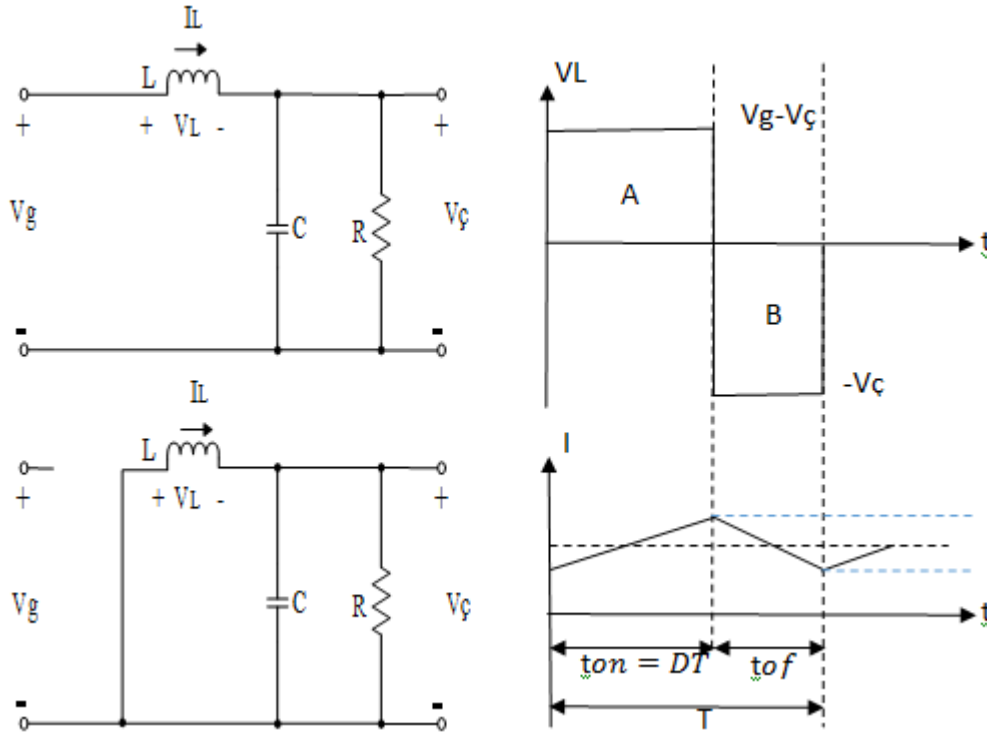 IL
L
+ VL -
+
+
Vg
C
R
Vç
-
-
IL
L
+ VL -
+
+
Vg
C
R
Vç
-
-
VL
Vg-Vç
A
t
B
-Vç
I
t
ton = DT
tof
T